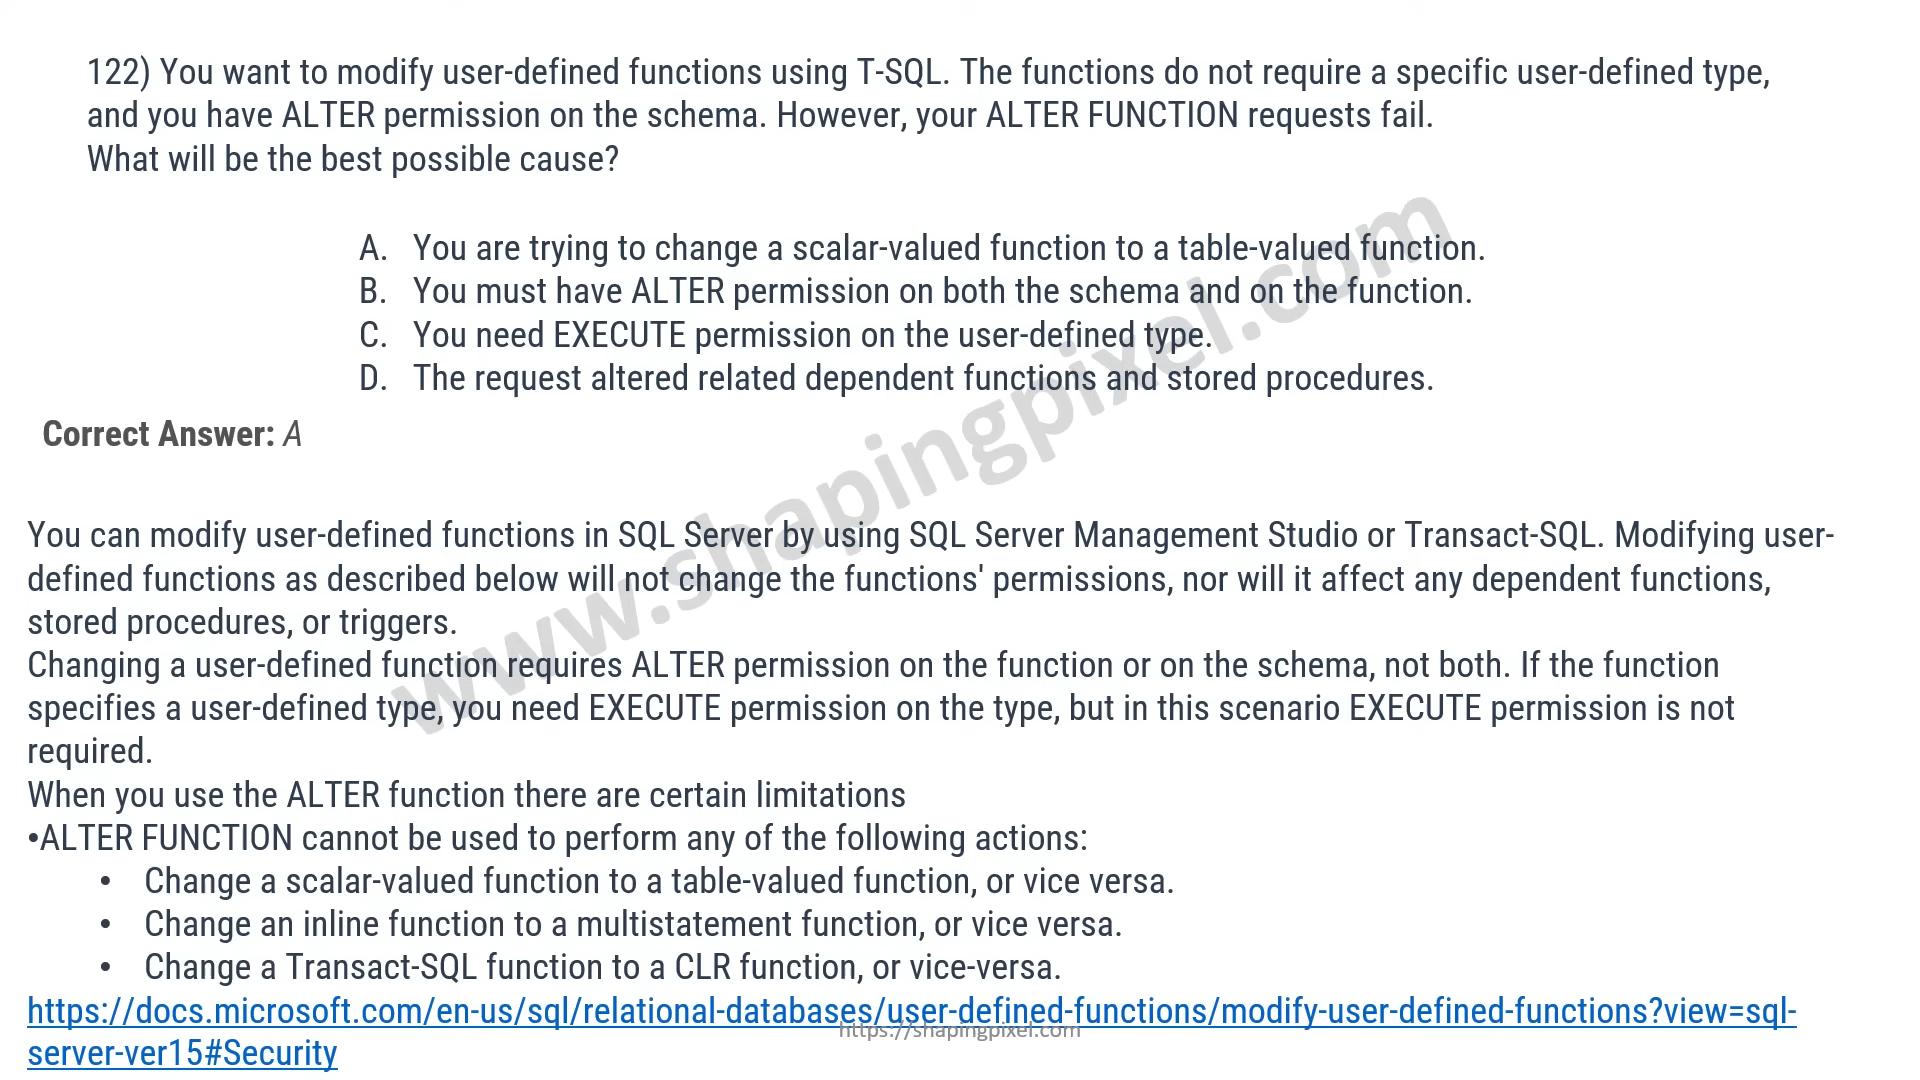 122) You want to modify user-defined functions using T-SQL. The functions do not require a specific user-defined type,
and you have ALTER permission on the schema. However, your ALTER FUNCTION requests fail.
What will be the best possible cause?
A. You are trying to change a scalar-valued function to a table-valued function.
B. You must have ALTER permission on both the schema and on the function.
C. You need EXECUTE permission on the user-defined type.
D. The request altered related dependent functions and stored procedures.
Correct Answer: A
www.shapingpixel.com
You can modify user-defined functions in SQL Server by using SQL Server Management Studio or Transact-SQL. Modifying user-
defined functions as described below will not change the functions' permissions, nor will it affect any dependent functions,
stored procedures, or triggers.
Changing a user-defined function requires ALTER permission on the function or on the schema, not both. If the function
specifies a user-defined type, you need EXECUTE permission on the type, but in this scenario EXECUTE permission is not
required.
When you use the ALTER function there are certain limitations
•ALTER FUNCTION cannot be used to perform any of the following actions:
• Change a scalar-valued function to a table-valued function, or vice versa.
• Change an inline function to a multistatement function, or vice versa.
• Change a Transact-SQL function to a CLR function, or vice-versa.
https://docs.microsoft.com/en-us/sql/relational-databases/user-defined-functions/modify-user-defined-functions?view=sql-
server-ver15#Security
https://shapingpixel.com